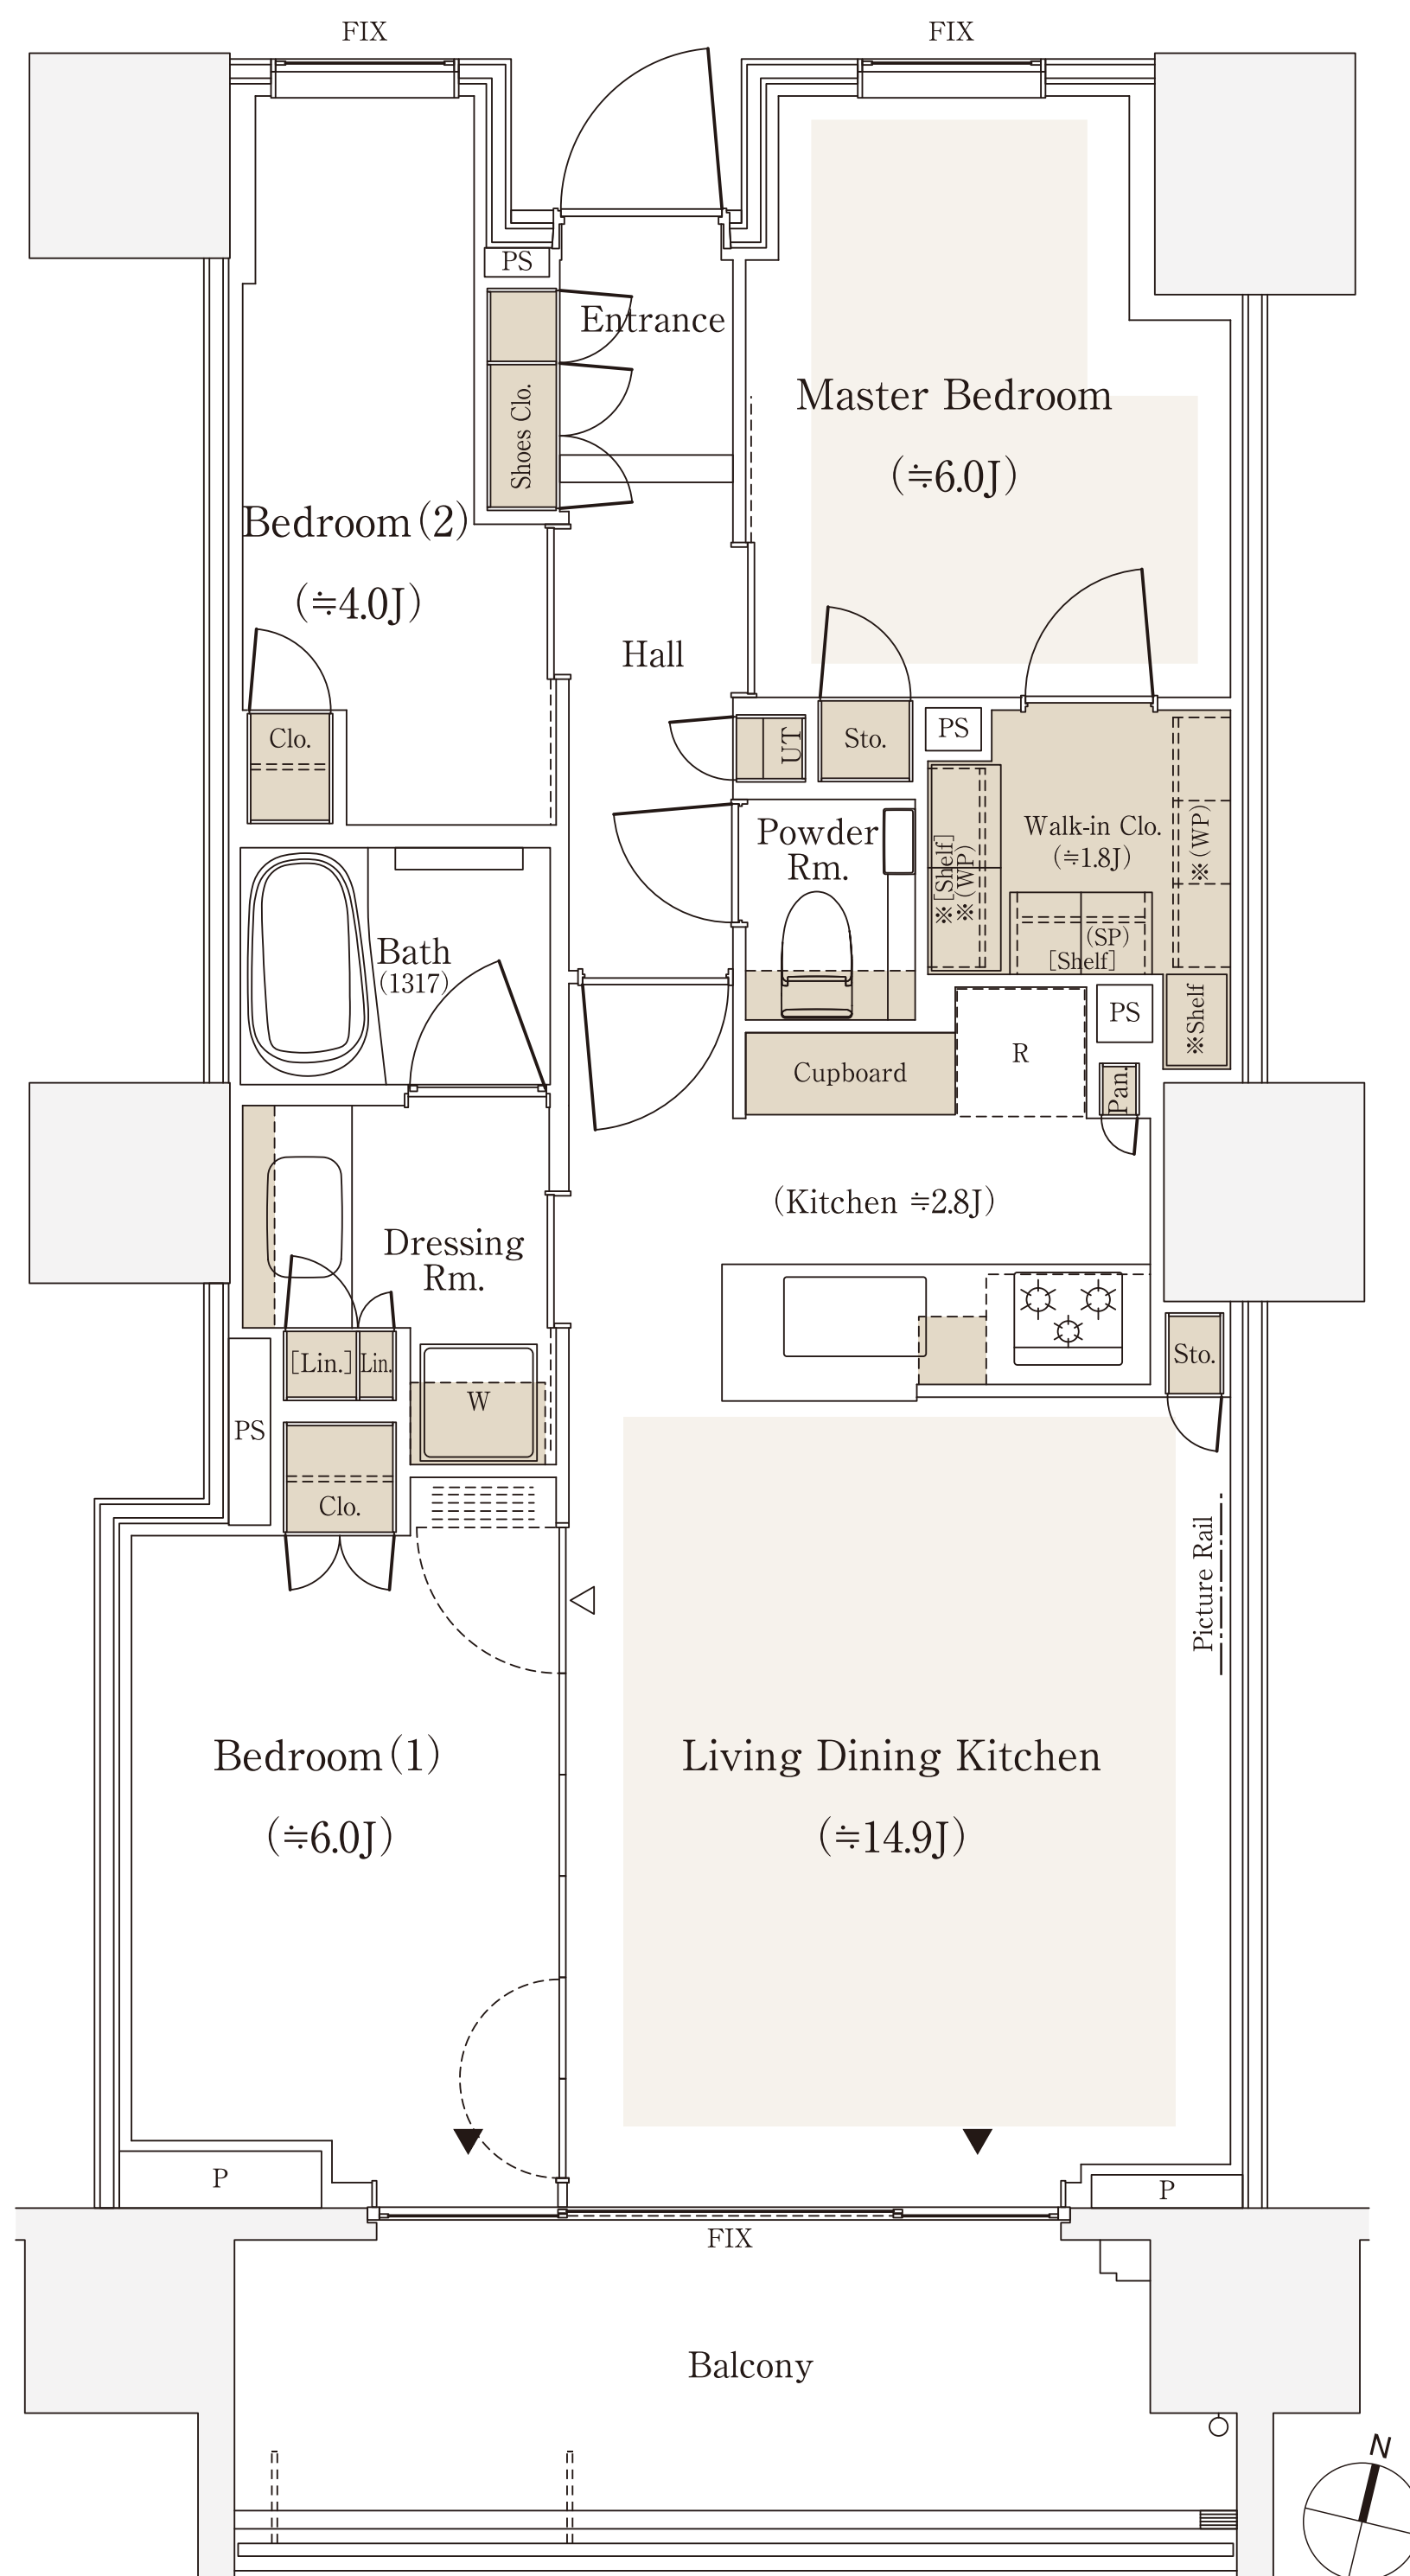 FIX
FIX
PS
Entrance
Shoes Clo.
Master Bedroom
(≒6.0J)
Bedroom(2)
(≒4.0J)
Hall
Clo.
UT
Sto.
PS
Powder
Rm.
※[Shelf]
※(WP)
Walk-in Clo.
(≒1.8J)
※(WP)
(SP)
[Shelf]
Bath
(1317)
Cupboard
R
PS
※Shelf
Pan.
(Kitchen ≒2.8J)
Dressing
Rm.
[Lin.]
Lin.
W
Sto.
PS
Clo.
Picture Rail
Bedroom(1)
(≒6.0J)
Living Dining Kitchen
(≒14.9J)
P
P
FIX
Balcony
N